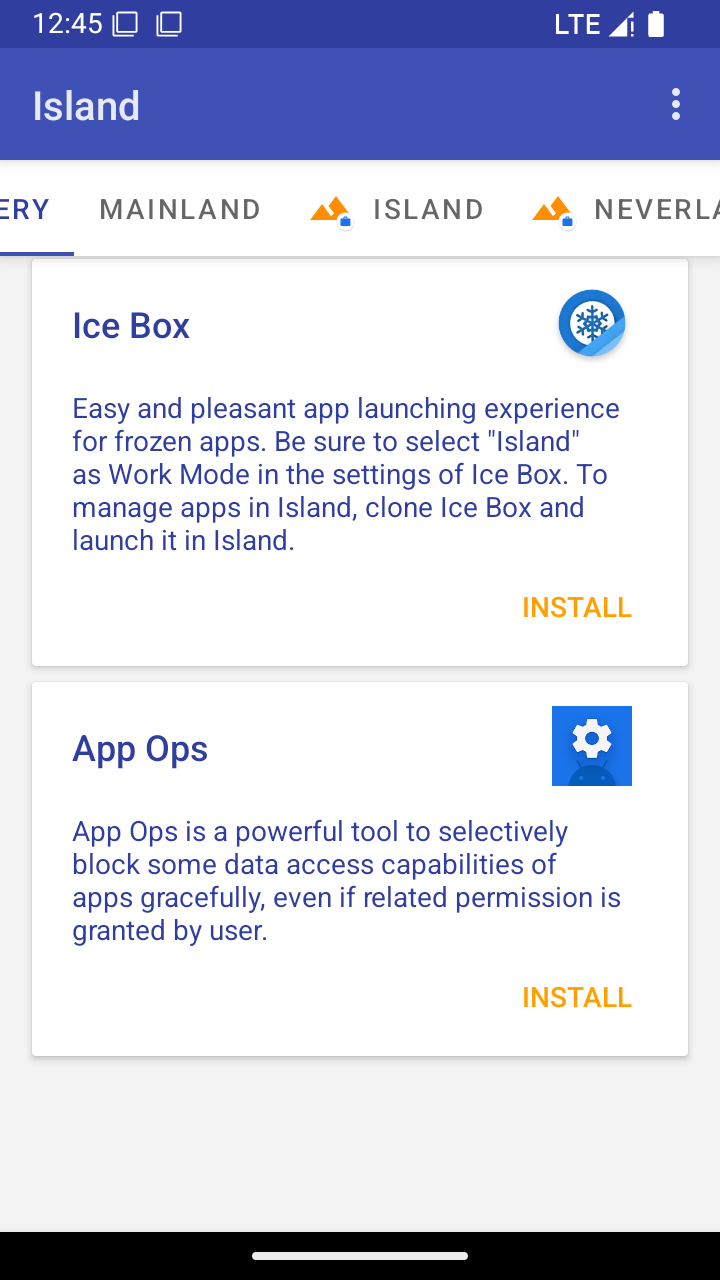 12:45
LTE
Island
ERY MAINLAND ISLAND NEVERLA
Ice Box
Easy and pleasant app launching experience
for frozen apps. Be sure to select "Island"
as Work Mode in the settings of Ice Box. To
manage apps in Island, clone Ice Box and
launch it in Island.
INSTALL
App Ops
App Ops is a powerful tool to selectively
block some data access capabilities of
apps gracefully, even if related permission is
granted by user.
INSTALL